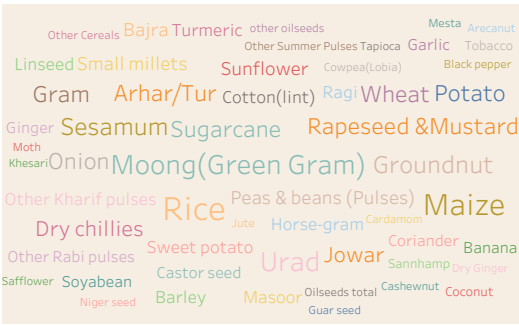 Mesta
Other Cereals Bajra Turmeric other oilseeds Arecanut
Other Summer Pulses Tapioca Garlic Tobacco
Linseed Small millets Sunflower Cowpea(Lobia) Black pepper
Gram Arhar/Tur Cotton(lint) Ragi Wheat Potato
Ginger Sesamum Sugarcane Rapeseed &Mustard
Moth
Khesari Onion Moong(Green Gram) Groundnut
Other Kharif pulses Rice Peas & beans (Pulses) Maize
Dry chillies Jute Horse-gram Cardamom
Other Rabi pulses Sweet potato Urad Jowar Coriander Banana
Safflower Soyabean Castor seed Sannhamp Dry Ginger
Niger seed Barley Masoor Oilseeds total Cashewnut Coconut
Guar seed